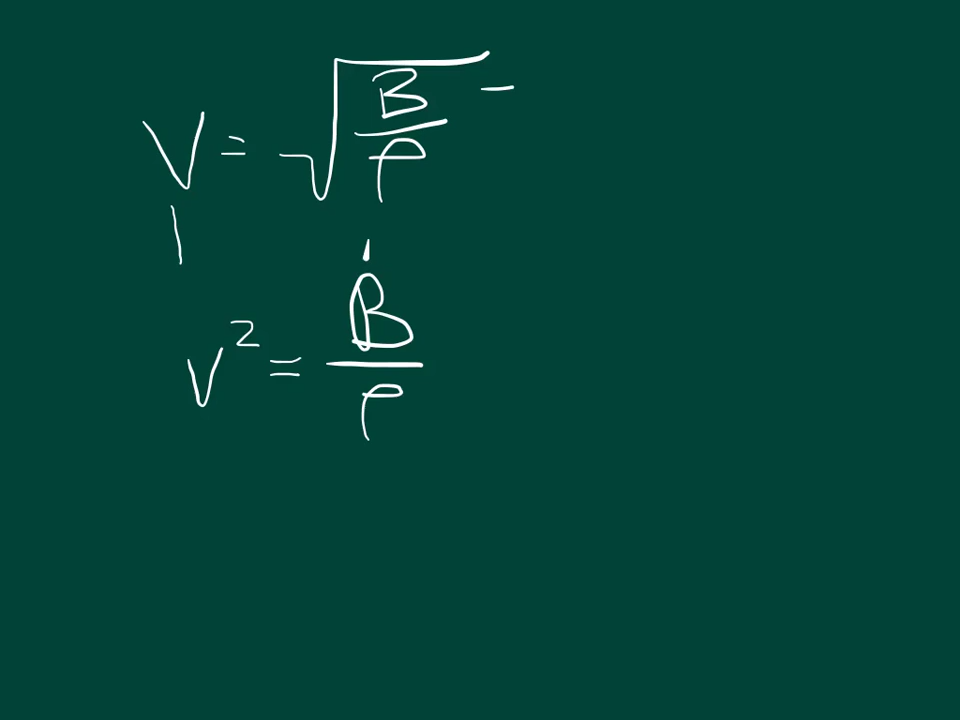 V = √(B/ρ)
v² = B/ρ